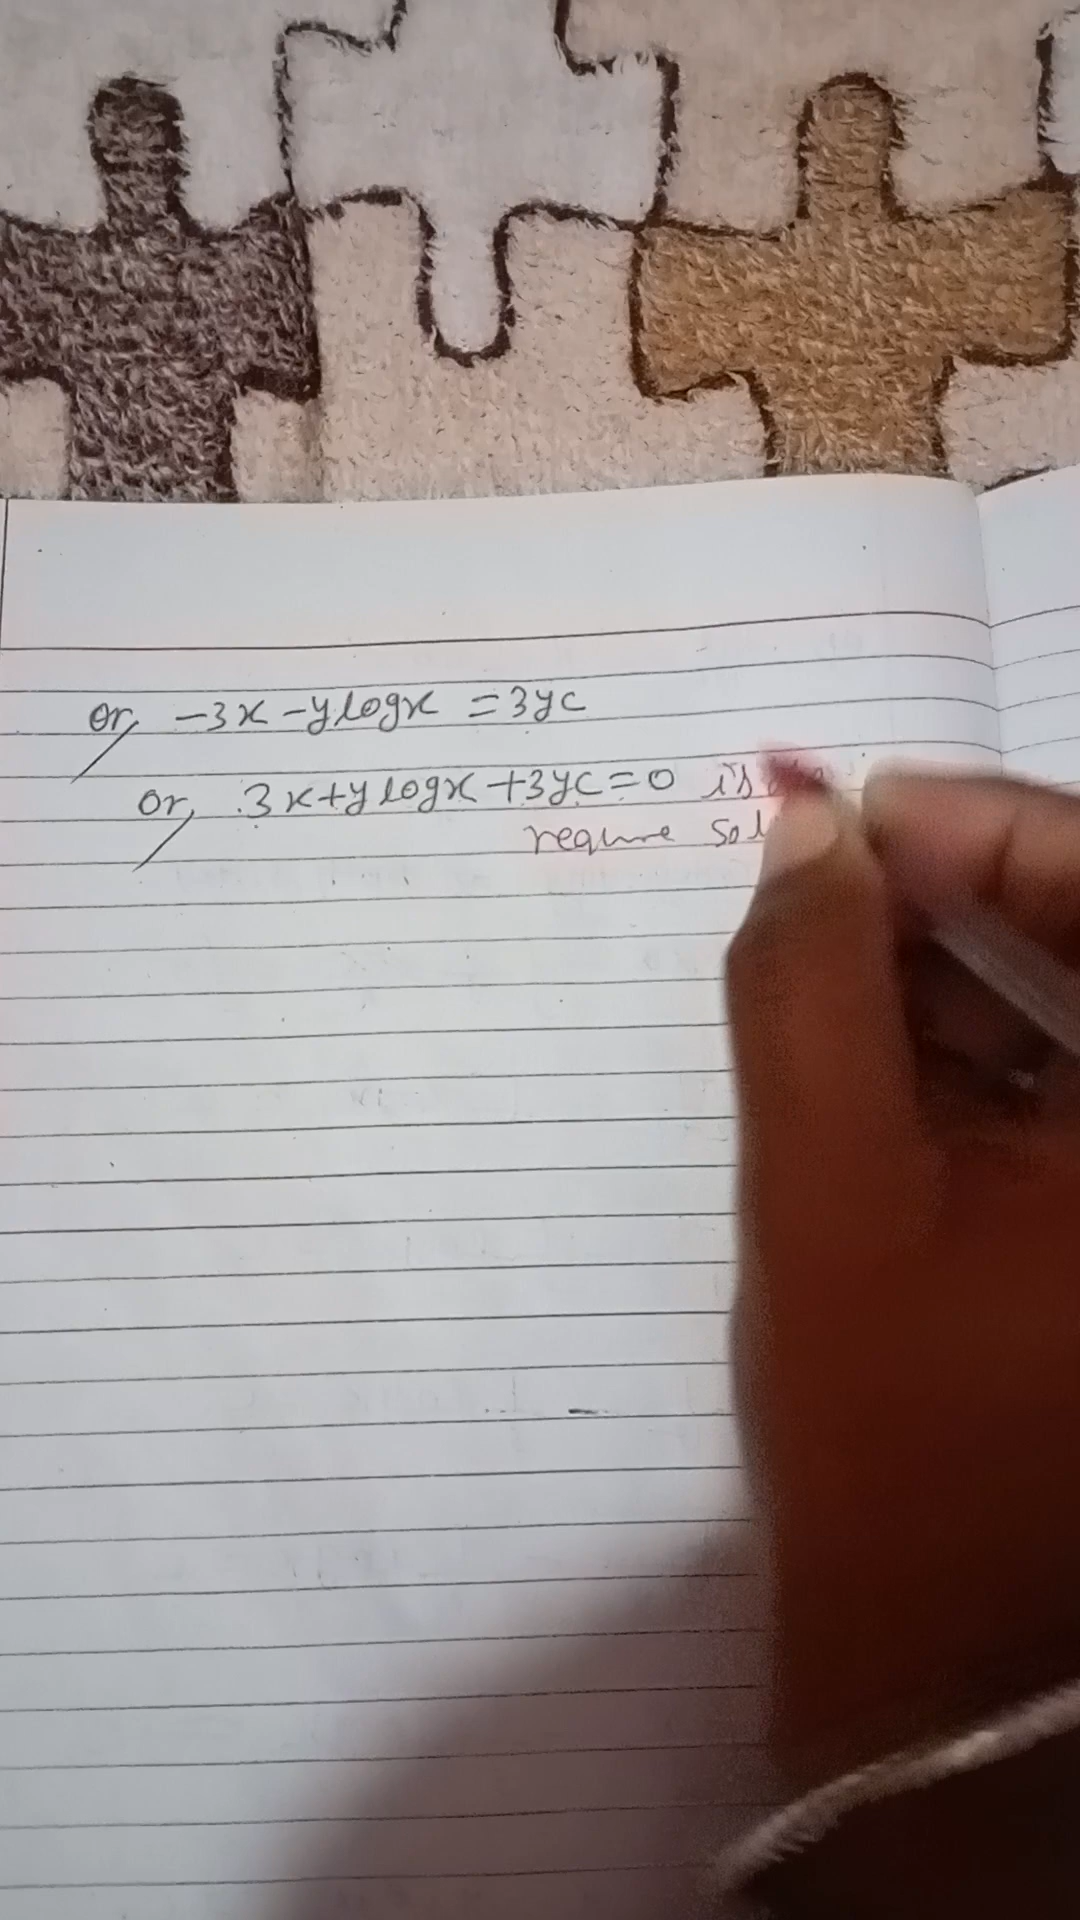 or, -3x - y log x = 3yc
or, 3x + y log x + 3yc = 0 is
require sol